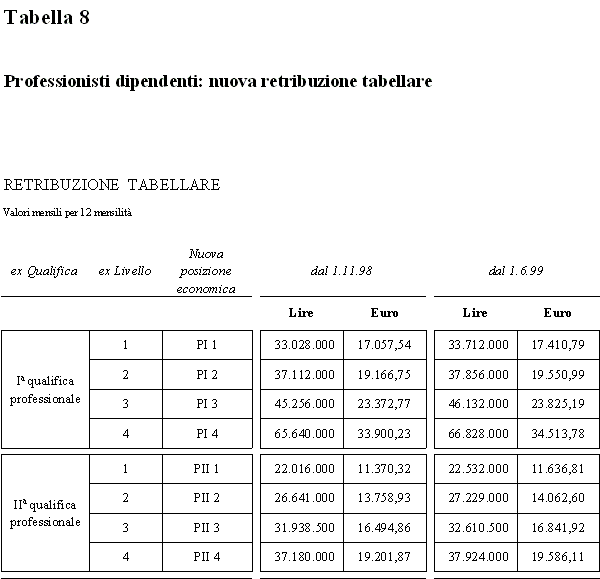 Tabella 8
Professionisti dipendenti: nuova retribuzione tabellare
RETRIBUZIONE TABELLARE
Valori mensili per 12 mensilità
ex Qualifica ex Livello Nuova posizione economica dal 1.11.98 dal 1.6.99
Lire Euro Lire Euro
Iª qualifica professionale
1 PI 1 33.028.000 17.057,54 33.712.000 17.410,79
2 PI 2 37.112.000 19.166,75 37.856.000 19.550,99
3 PI 3 45.256.000 23.372,77 46.132.000 23.825,19
4 PI 4 65.640.000 33.900,23 66.828.000 34.513,78
IIª qualifica professionale
1 PII 1 22.016.000 11.370,32 22.532.000 11.636,81
2 PII 2 26.641.000 13.758,93 27.229.000 14.062,60
3 PII 3 31.938.500 16.494,86 32.610.500 16.841,92
4 PII 4 37.180.000 19.201,87 37.924.000 19.586,11